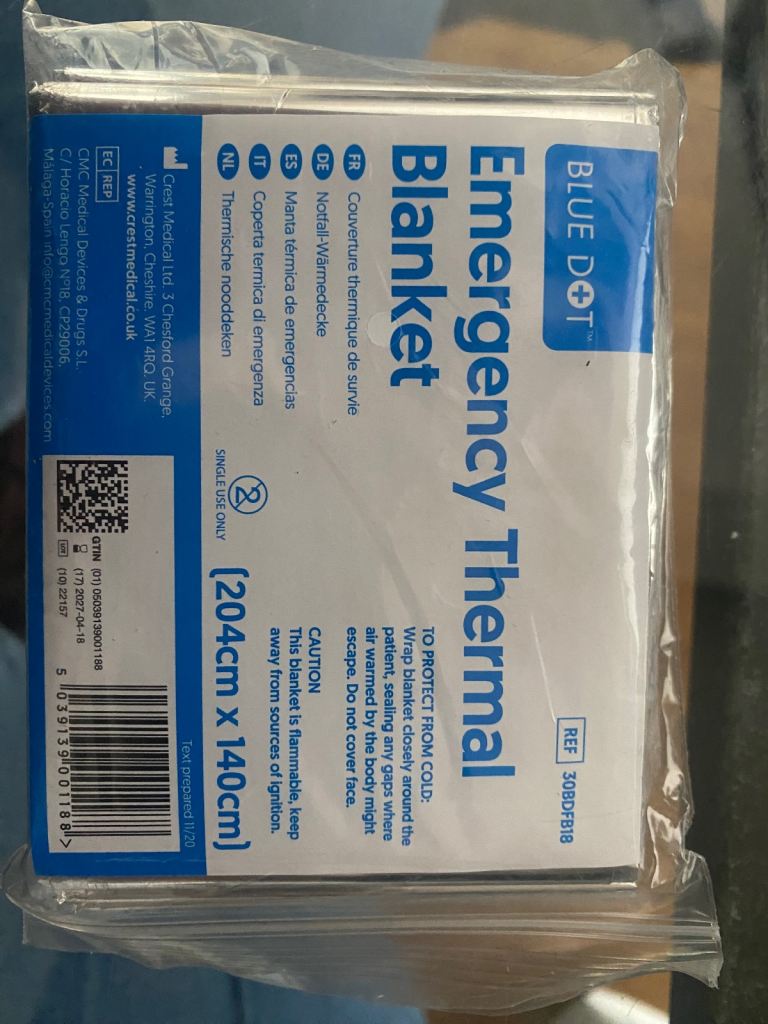 BLUE DOT™
REF 30BDFB18
Emergency Thermal
Blanket
FR Couverture thermique de survie
DE Notfall-Wärmedecke
ES Manta térmica de emergencias
IT Coperta termica di emergenza
NL Thermische nooddeken
TO PROTECT FROM COLD:
Wrap blanket closely around the
patient, sealing any gaps where
air warmed by the body might
escape. Do not cover face.
CAUTION
This blanket is flammable, keep
away from sources of ignition.
2
SINGLE USE ONLY
(204cm x 140cm)
Crest Medical Ltd. 3 Chesford Grange,
Warrington, Cheshire. WA1 4RQ. UK.
www.crestmedical.co.uk
EC REP
CMC Medical Devices & Drugs S.L.
C/ Horacio Lengo Nº18, CP29006,
Málaga-Spain info@cmcmedicaldevices.com
Text prepared 11/20
GTIN (01) 05039139001188
(17) 2027-04-18
LOT (10) 22157
5 039139 001188 >